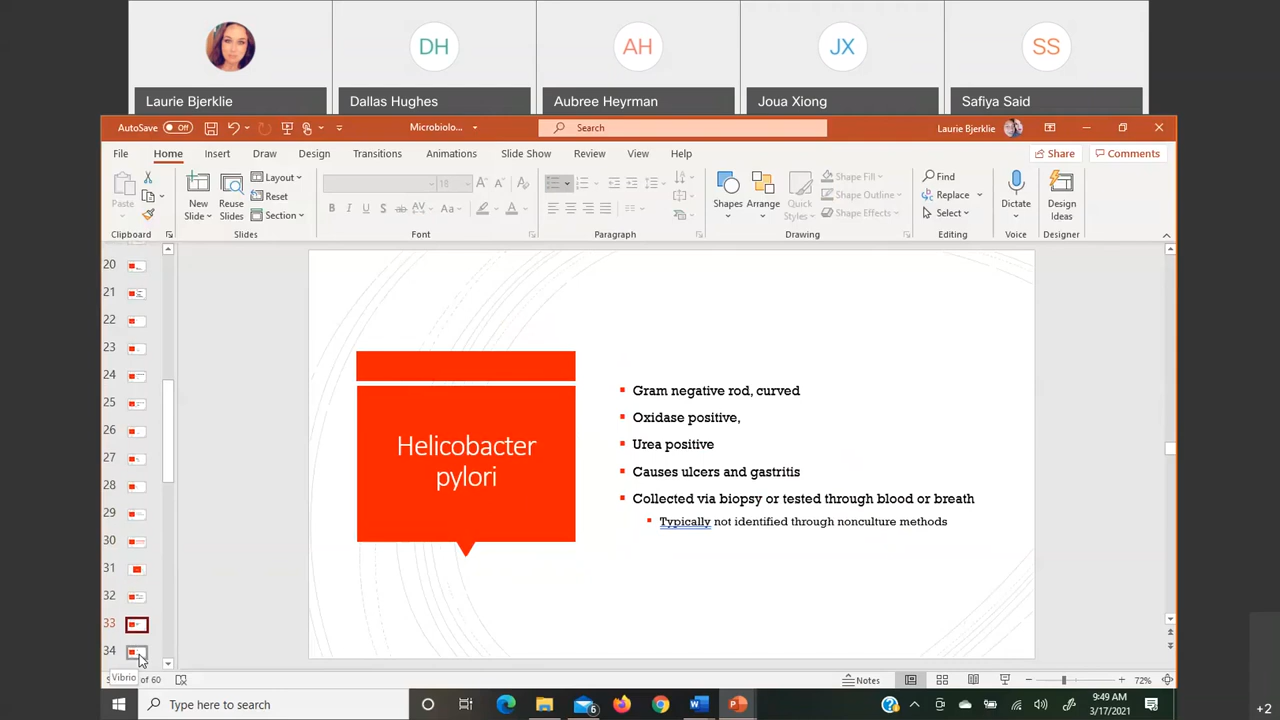 DH
AH
JX
SS
Laurie Bjerklie
Dallas Hughes
Aubree Heyrman
Joua Xiong
Safiya Said
AutoSave Off
Microbiolo...
Search
Laurie Bjerklie
File Home Insert Draw Design Transitions Animations Slide Show Review View Help
Share
Comments
Paste
New
Slide
Reuse
Slides
Layout
Reset
Section
18
B I U S ab AV Aa A
Shapes
Arrange
Quick
Styles
Shape Fill
Shape Outline
Shape Effects
Find
Replace
Select
Dictate
Design
Ideas
Clipboard
Slides
Font
Paragraph
Drawing
Editing
Voice
Designer
20
21
22
23
24
25
26
27
28
29
30
31
32
33
34
Helicobacter
pylori
Gram negative rod, curved
Oxidase positive,
Urea positive
Causes ulcers and gastritis
Collected via biopsy or tested through blood or breath
Typically not identified through nonculture methods
Vibrio
of 60
Notes
72%
Type here to search
6
9:49 AM
3/17/2021
+2